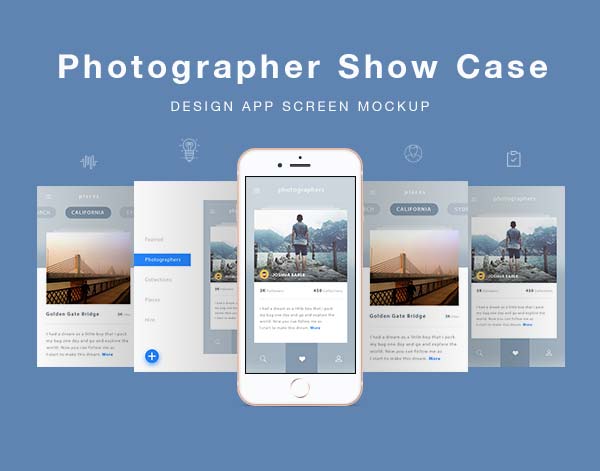 Photographer Show Case
DESIGN APP SCREEN MOCKUP
places
CALIFORNIA
Golden Gate Bridge
I had a dream as a little boy that i pack
my bag one day and go and explore the
world. Now you can follow me as
I start to make this dream. More
Featured
Photographers
Collections
Places
Hire
photographers
JOSHUA EARLE
2K Followers
450 Collections
I had a dream as a little boy that i pack
my bag one day and go and explore the
world. Now you can follow me as
I start to make this dream. More
places
CALIFORNIA
Golden Gate Bridge
I had a dream as a little boy that i pack
my bag one day and go and explore the
world. Now you can follow me as
I start to make this dream. More
photographers
JOSHUA EARLE
2K Followers
450 Collections
I had a dream as a little boy that i pack
my bag one day and go and explore the
world. Now you can follow me as
I start to make this dream. More